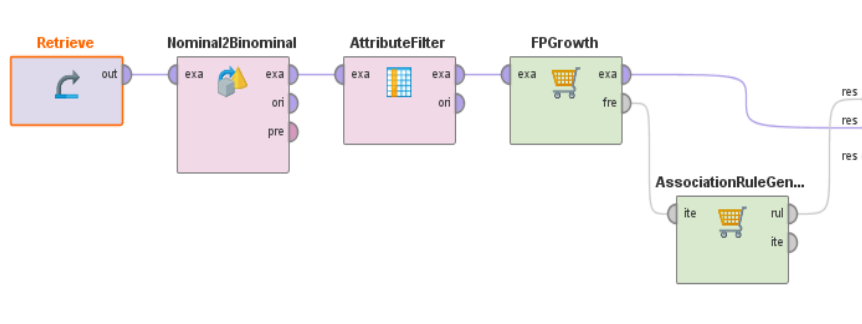 Retrieve
Nominal2Binominal
AttributeFilter
FPGrowth
out
exa
exa
exa
exa
exa
exa
res
ori
ori
fre
res
pre
res
AssociationRuleGen...
ite
rul
ite